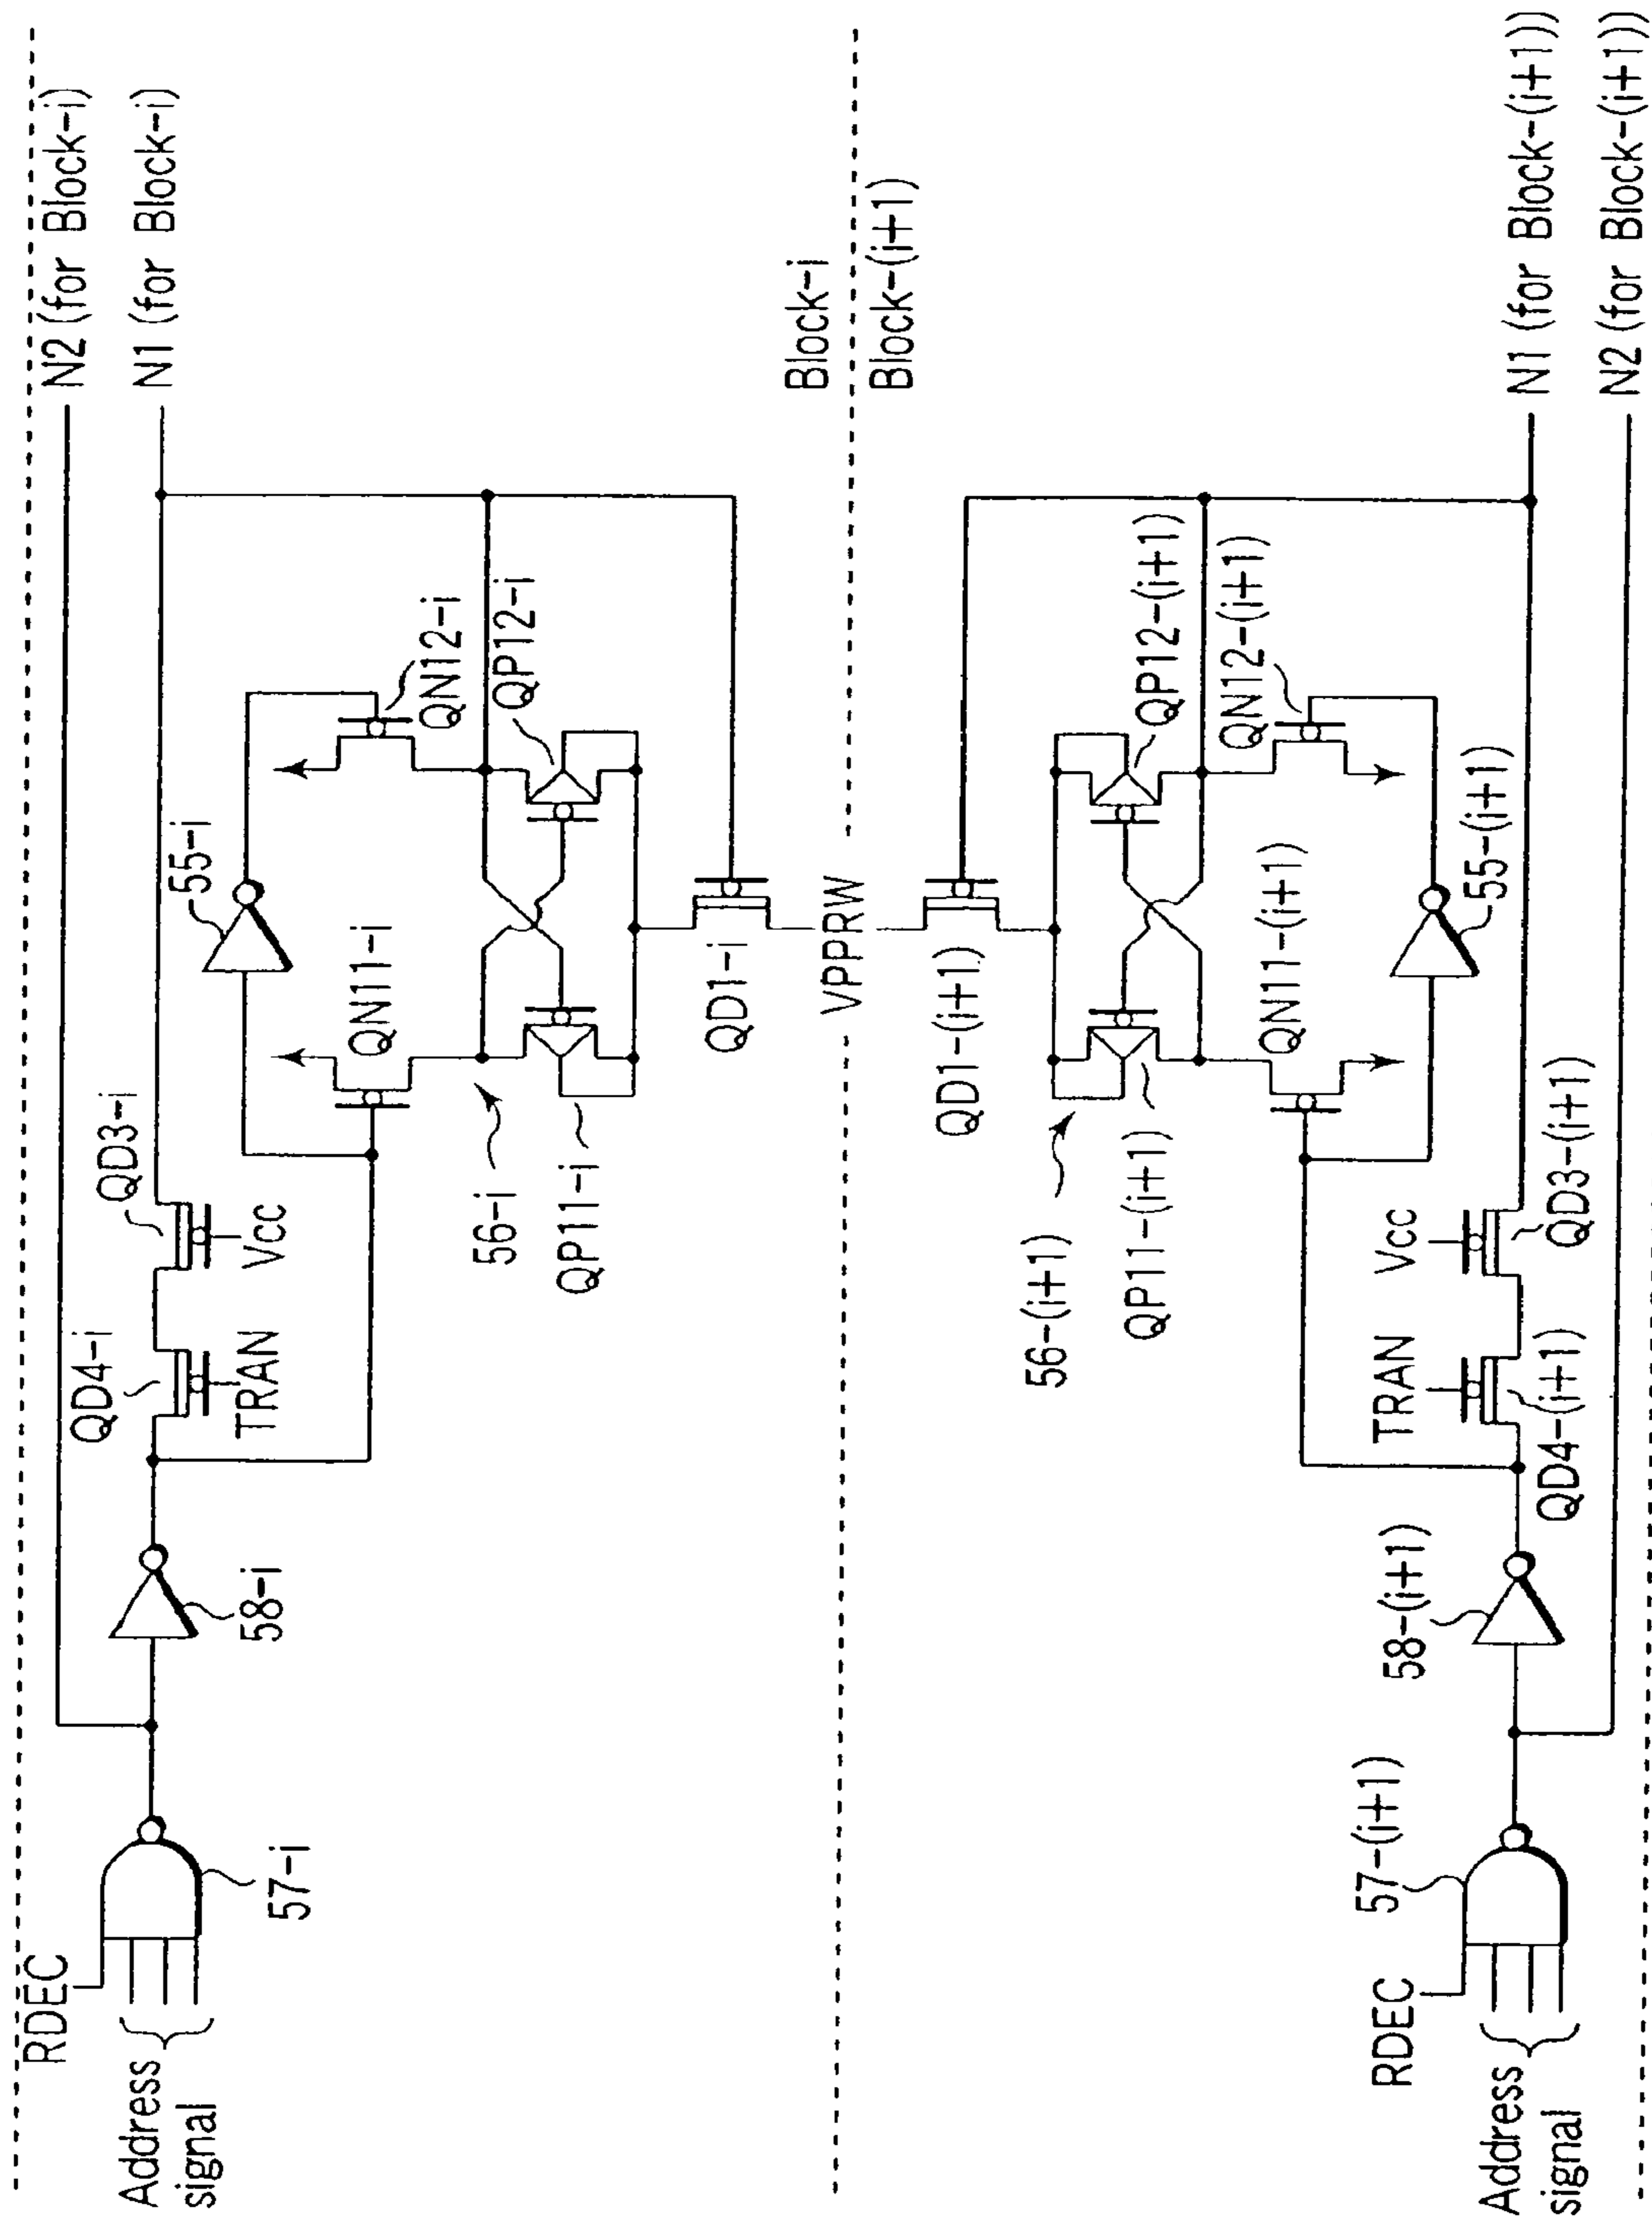 N2 (for Block-i)
N1 (for Block-i)
RDEC
Address
signal
57-i
58-i
QD4-i
TRAN
QD3-i
Vcc
55-i
QN11-i
QN12-i
56-i
QP12-i
QP11-i
QD1-i
Block-i
VPPRW
Block-(i+1)
QD1-(i+1)
56-(i+1)
QP12-(i+1)
QP11-(i+1)
QN12-(i+1)
QN11-(i+1)
55-(i+1)
TRAN
Vcc
QD4-(i+1)
QD3-(i+1)
58-(i+1)
57-(i+1)
RDEC
Address
signal
N1 (for Block-(i+1))
N2 (for Block-(i+1))